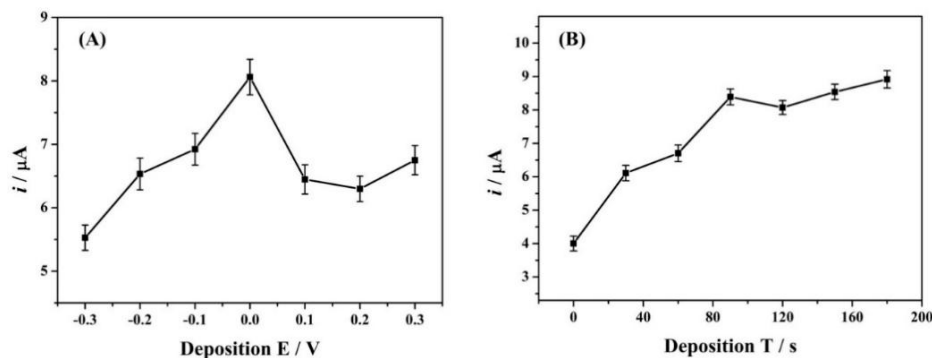 (A)
i / μA
9
8
7
6
5
-0.3 -0.2 -0.1 0.0 0.1 0.2 0.3
Deposition E / V
(B)
i / μA
10
9
8
7
6
5
4
3
0 40 80 120 160 200
Deposition T / s